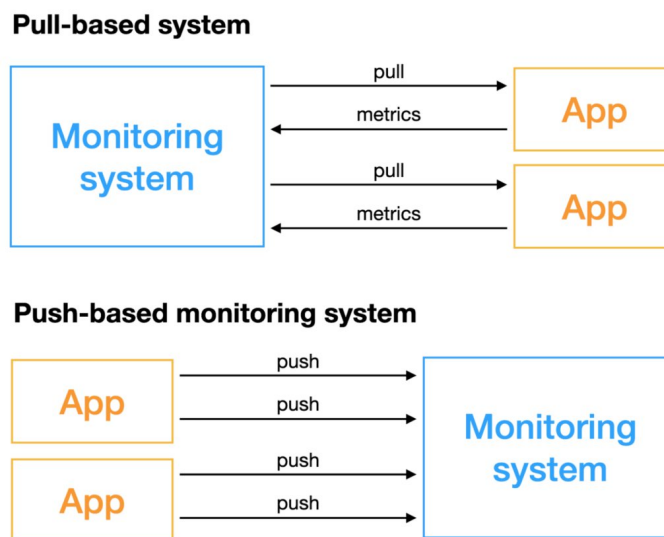 Pull-based system
pull
Monitoring
system
App
metrics
pull
App
metrics
Push-based monitoring system
App
push
push
Monitoring
system
App
push
push